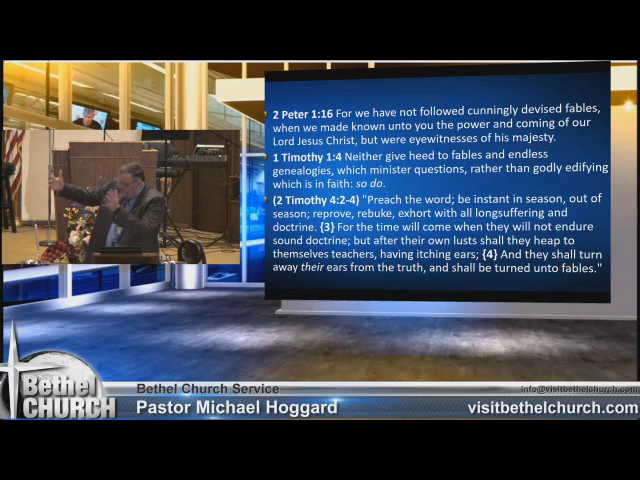 2 Peter 1:16 For we have not followed cunningly devised fables,
when we made known unto you the power and coming of our
Lord Jesus Christ, but were eyewitnesses of his majesty.
1 Timothy 1:4 Neither give heed to fables and endless
genealogies, which minister questions, rather than godly edifying
which is in faith: so do.
(2 Timothy 4:2-4) "Preach the word; be instant in season, out of
season; reprove, rebuke, exhort with all longsuffering and
doctrine. {3} For the time will come when they will not endure
sound doctrine; but after their own lusts shall they heap to
themselves teachers, having itching ears; {4} And they shall turn
away their ears from the truth, and shall be turned unto fables."
Bethel
CHURCH
Bethel Church Service
info@visitbethelchurch.com
Pastor Michael Hoggard
visitbethelchurch.com